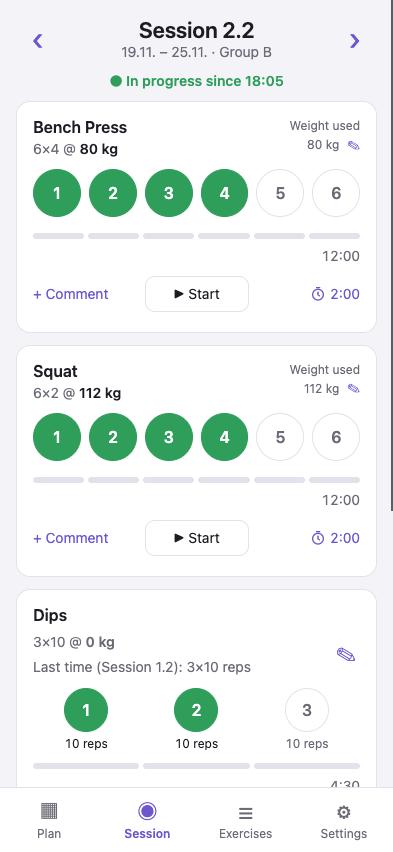 Session 2.2
19.11. – 25.11. · Group B
In progress since 18:05
Bench Press
Weight used
6×4 @ 80 kg
80 kg
1 2 3 4 5 6
12:00
+ Comment
Start
2:00
Squat
Weight used
6×2 @ 112 kg
112 kg
1 2 3 4 5 6
12:00
+ Comment
Start
2:00
Dips
3×10 @ 0 kg
Last time (Session 1.2): 3×10 reps
1 2 3
10 reps 10 reps 10 reps
4:30
Plan Session Exercises Settings